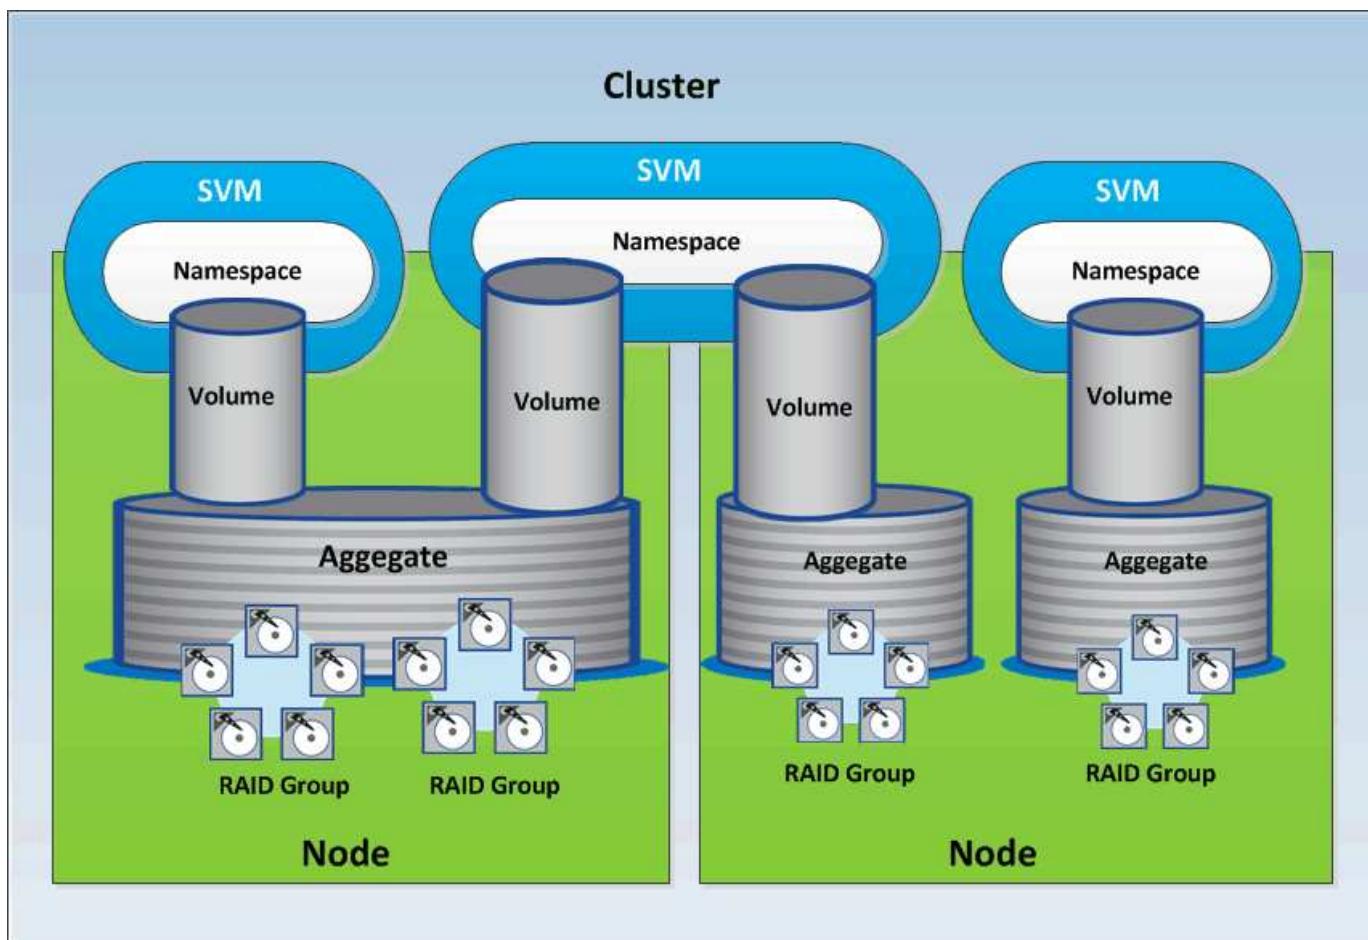 Cluster
SVM
SVM
SVM
Namespace
Namespace
Namespace
Volume
Volume
Volume
Volume
Aggegate
Aggegate
Aggegate
RAID Group
RAID Group
RAID Group
RAID Group
Node
Node